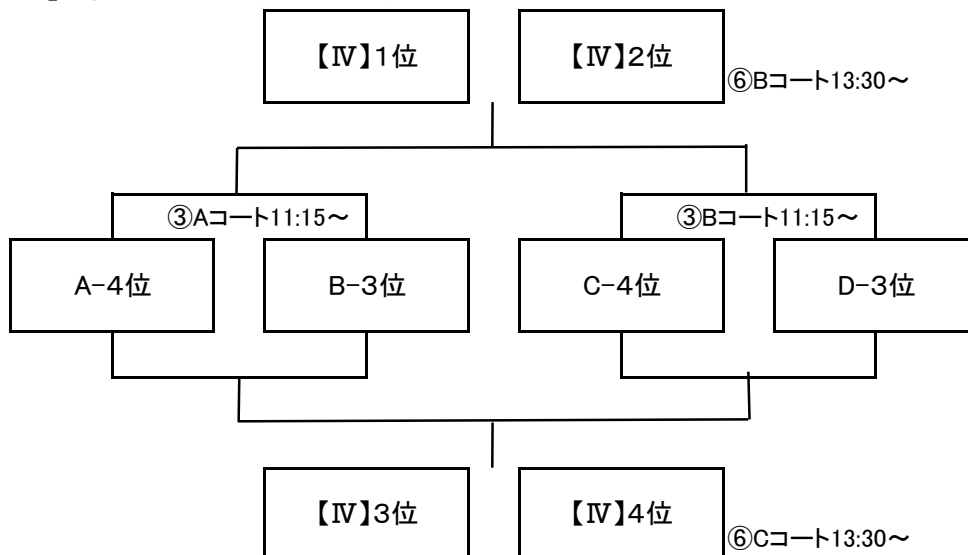 【Ⅳ】1位
【Ⅳ】2位
⑥Bコート13:30～
③Aコート11:15～
③Bコート11:15～
A-4位
B-3位
C-4位
D-3位
【Ⅳ】3位
【Ⅳ】4位
⑥Cコート13:30～